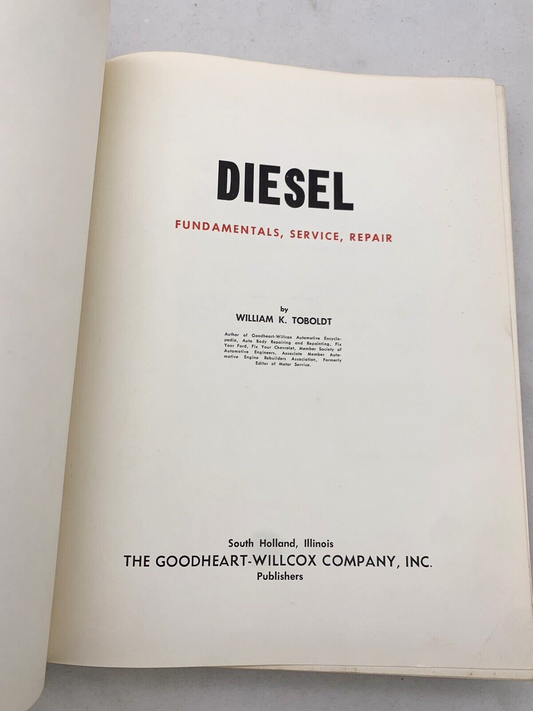 DIESEL
FUNDAMENTALS, SERVICE, REPAIR
by
WILLIAM K. TOBOLDT
Author of Goodheart-Willcox Automotive Encyclo-
pedia, Auto Body Repairing and Repainting, Fix
Your Ford, Fix Your Chevrolet, Member Society of
Automotive Engineers, Associate Member Auto-
motive Engine Rebuilders Association, Formerly
Editor of Motor Service.
South Holland, Illinois
THE GOODHEART-WILLCOX COMPANY, INC.
Publishers